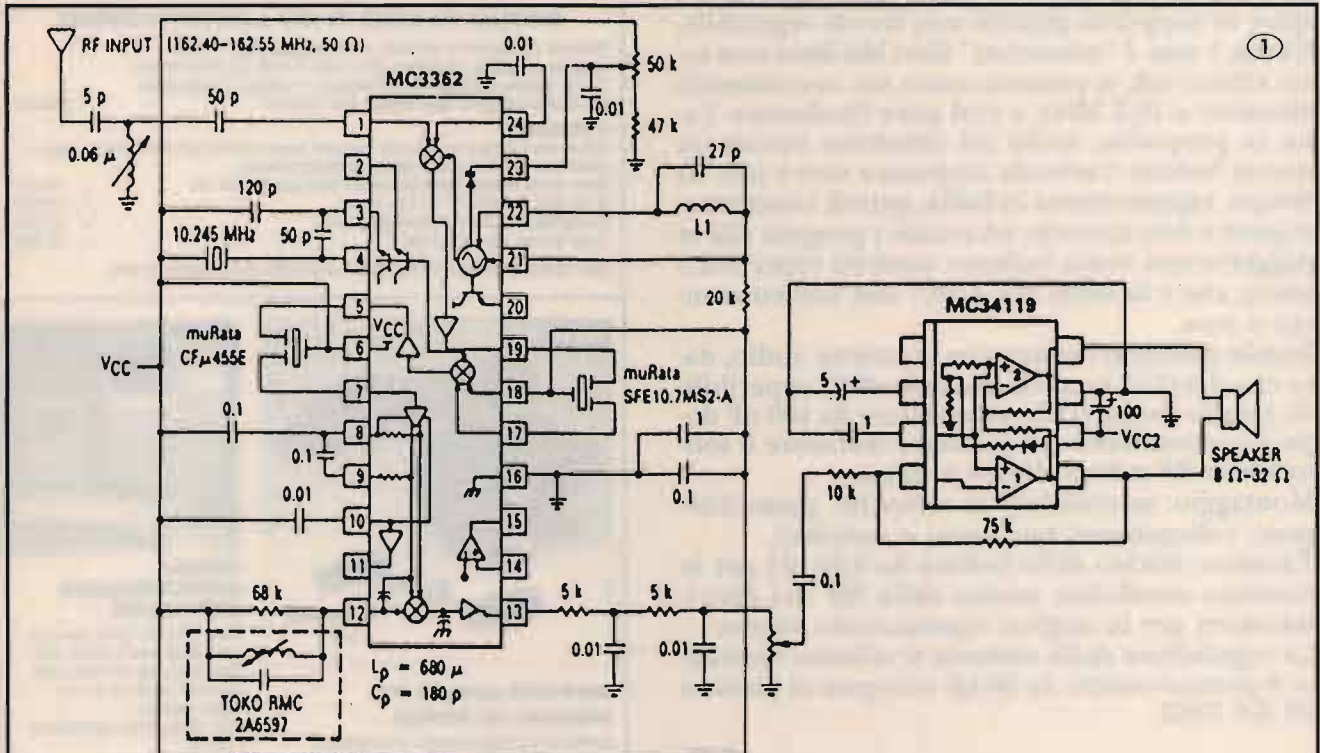 ①
RF INPUT (162.40–162.55 MHz, 50 Ω)
0.01
MC3362
50 k
5 p
50 p
0.01
1
24
47 k
0.06 μ
2
23
27 p
120 p
3
22
50 p
L1
10.245 MHz
4
21
5
20
20 k
MC34119
muRata
CFμ455E
VCC
6
19
muRata
SFE10.7MS2-A
VCC
7
18
5 +
100
0.1
8
17
1
1
VCC2
0.1
SPEAKER
8 Ω–32 Ω
9
16
0.1
10 k
0.01
10
15
75 k
11
14
68 k
12
13
5 k
5 k
0.1
0.01
0.01
Lp = 680 μ
Cp = 180 p
TOKO RMC
2A6597
2
1